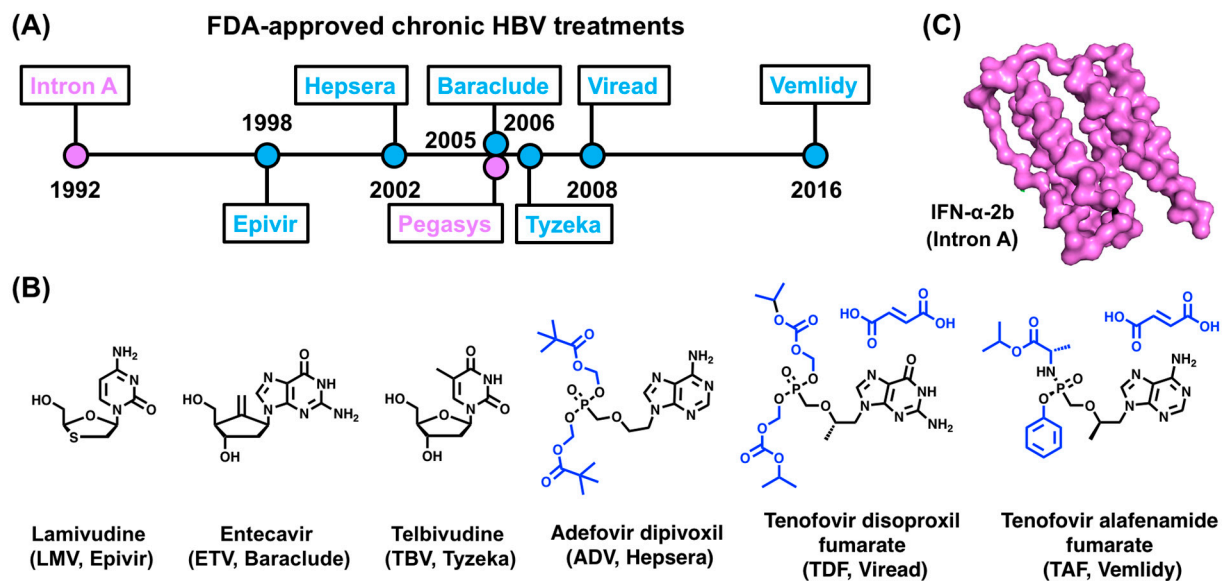 (A)
FDA-approved chronic HBV treatments
Intron A
Hepsera
Baraclude
Viread
Vemlidy
1998
2005
2006
1992
2002
2008
2016
Epivir
Pegasys
Tyzeka
(C)
IFN-α-2b
(Intron A)
(B)
NH₂
N
N
O
HO
O
S
O
N
NH
N
N
NH₂
HO
OH
O
NH
N
O
HO
O
OH
O
O
O
O
P
O
O
O
O
O
NH₂
N
N
N
N
O
O
O
O
O
P
O
O
O
O
O
O
HO
O
O
OH
O
N
NH
N
N
NH₂
O
O
HN
O
P
O
O
HO
O
O
OH
NH₂
N
N
N
N
Lamivudine
(LMV, Epivir)
Entecavir
(ETV, Baraclude)
Telbivudine
(TBV, Tyzeka)
Adefovir dipivoxil
(ADV, Hepsera)
Tenofovir disoproxil
fumarate
(TDF, Viread)
Tenofovir alafenamide
fumarate
(TAF, Vemlidy)